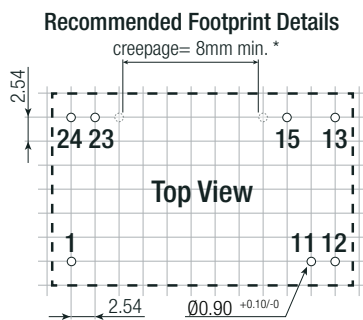 Recommended Footprint Details
creepage= 8mm min. *
2.54
24 23 15 13
Top View
1 11 12
2.54 Ø0.90 +0.10/-0